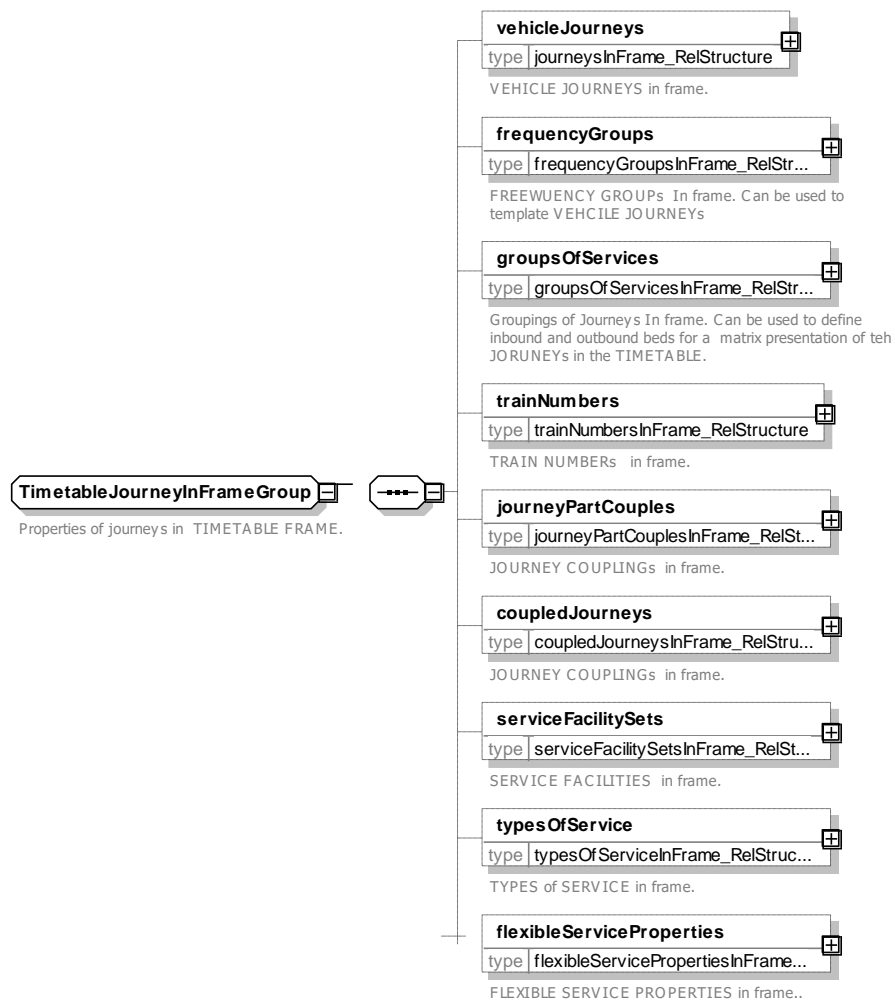 vehicleJourneys
type journeysInFrame_RelStructure
VEHICLE JOURNEYS in frame.
frequencyGroups
type frequencyGroupsInFrame_RelStr...
FREEWUENCY GROUPs In frame. Can be used to
template VEHCILE JOURNEYs
groupsOfServices
type groupsOfServicesInFrame_RelStr...
Groupings of Journeys In frame. Can be used to define
inbound and outbound beds for a matrix presentation of teh
JORUNEYs in the TIMETABLE.
trainNumbers
type trainNumbersInFrame_RelStructure
TRAIN NUMBERs in frame.
TimetableJourneyInFrameGroup
Properties of journeys in TIMETABLE FRAME.
journeyPartCouples
type journeyPartCouplesInFrame_RelSt...
JOURNEY COUPLINGs in frame.
coupledJourneys
type coupledJourneysInFrame_RelStru...
JOURNEY COUPLINGs in frame.
serviceFacilitySets
type serviceFacilitySetsInFrame_RelSt...
SERVICE FACILITIES in frame.
typesOfService
type typesOfServiceInFrame_RelStruc...
TYPES of SERVICE in frame.
flexibleServiceProperties
type flexibleServicePropertiesInFrame...
FLEXIBLE SERVICE PROPERTIES in frame..